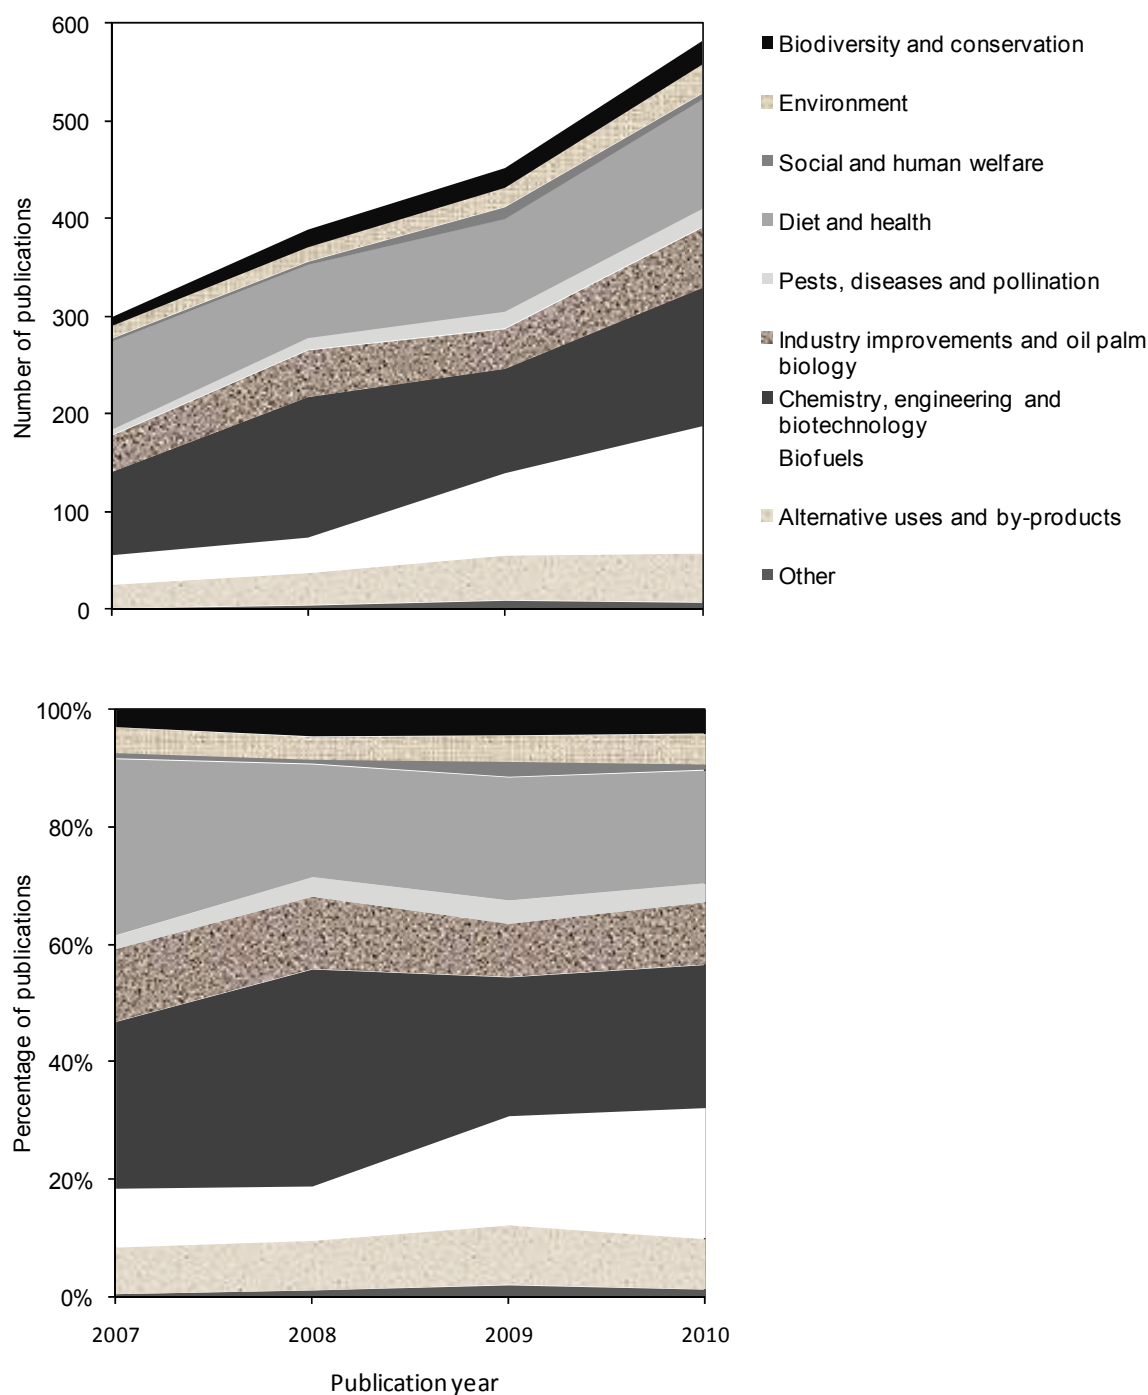 600
500
400
300
200
100
0
Number of publications
Biodiversity and conservation
Environment
Social and human welfare
Diet and health
Pests, diseases and pollination
Industry improvements and oil palm
biology
Chemistry, engineering and
biotechnology
Biofuels
Alternative uses and by-products
Other
100%
80%
60%
40%
20%
0%
Percentage of publications
2007 2008 2009 2010
Publication year